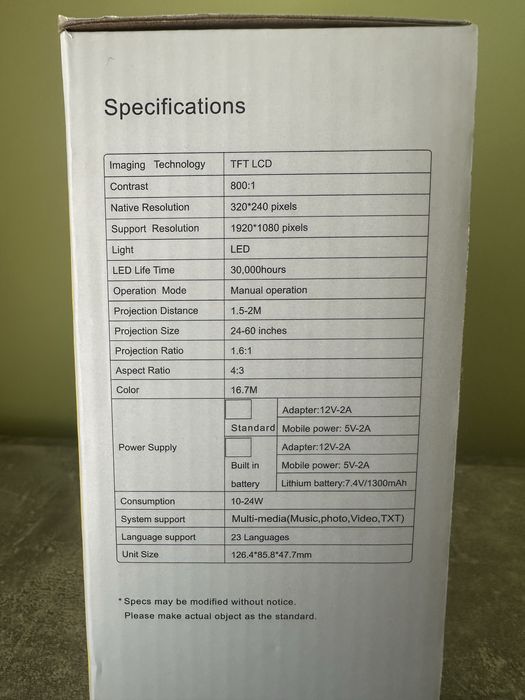 Specifications
Imaging Technology TFT LCD
Contrast 800:1
Native Resolution 320*240 pixels
Support Resolution 1920*1080 pixels
Light LED
LED Life Time 30,000hours
Operation Mode Manual operation
Projection Distance 1.5-2M
Projection Size 24-60 inches
Projection Ratio 1.6:1
Aspect Ratio 4:3
Color 16.7M
Power Supply
Standard
Adapter:12V-2A
Mobile power: 5V-2A
Built in
battery
Adapter:12V-2A
Mobile power: 5V-2A
Lithium battery:7.4V/1300mAh
Consumption 10-24W
System support Multi-media(Music,photo,Video,TXT)
Language support 23 Languages
Unit Size 126.4*85.8*47.7mm
*Specs may be modified without notice.
Please make actual object as the standard.